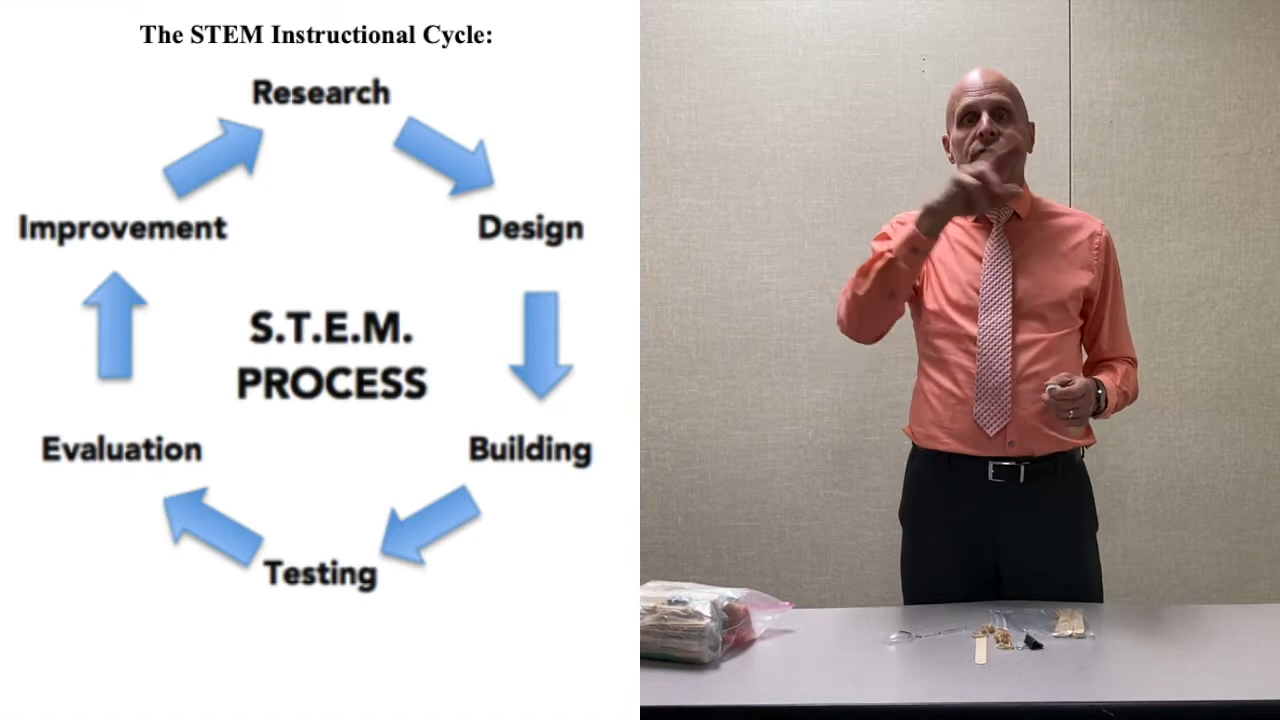 The STEM Instructional Cycle:
Research
Improvement
Design
S.T.E.M.
PROCESS
Evaluation
Building
Testing